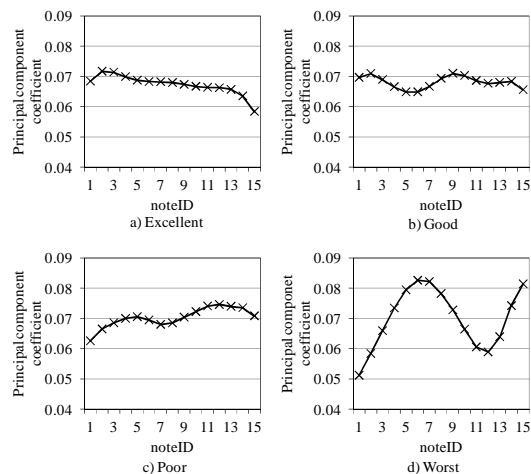 Principal component
coefficient
0.09
0.08
0.07
0.06
0.05
0.04
1 3 5 7 9 11 13 15
noteID
a) Excellent
Principal component
coefficient
0.09
0.08
0.07
0.06
0.05
0.04
1 3 5 7 9 11 13 15
noteID
b) Good
Principal component
coefficient
0.09
0.08
0.07
0.06
0.05
0.04
1 3 5 7 9 11 13 15
noteID
c) Poor
Principal componet
coefficient
0.09
0.08
0.07
0.06
0.05
0.04
1 3 5 7 9 11 13 15
noteID
d) Worst